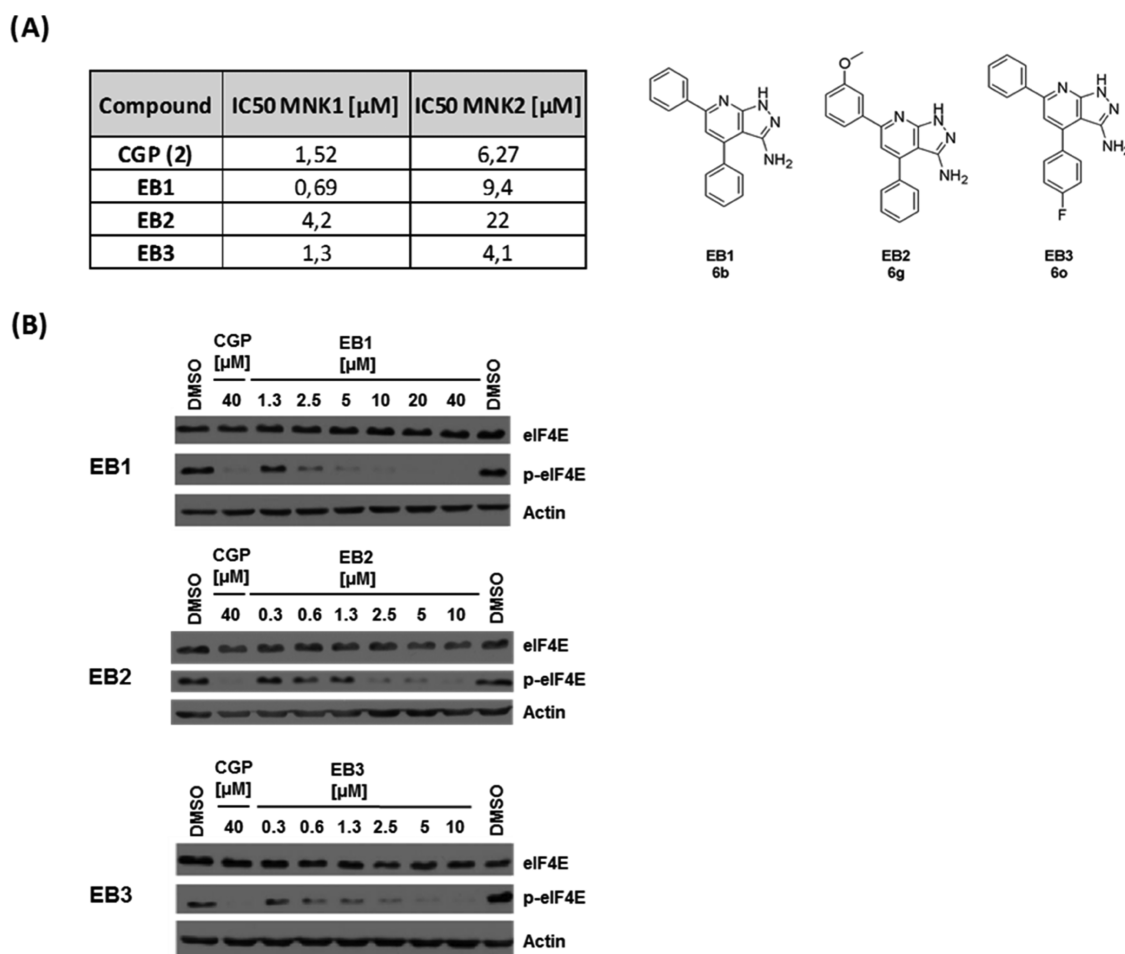 (A)
Compound IC50 MNK1 [µM] IC50 MNK2 [µM]
CGP (2) 1,52 6,27
EB1 0,69 9,4
EB2 4,2 22
EB3 1,3 4,1
N H N N NH2
EB1
6b
O N H N N NH2
EB2
6g
N H N N NH2 F
EB3
6o
(B)
CGP EB1
[µM] [µM]
DMSO 40 1.3 2.5 5 10 20 40 DMSO
eIF4E
EB1
p-eIF4E
Actin
CGP EB2
[µM] [µM]
DMSO 40 0.3 0.6 1.3 2.5 5 10 DMSO
eIF4E
EB2
p-eIF4E
Actin
CGP EB3
[µM] [µM]
DMSO 40 0.3 0.6 1.3 2.5 5 10 DMSO
eIF4E
EB3
p-eIF4E
Actin